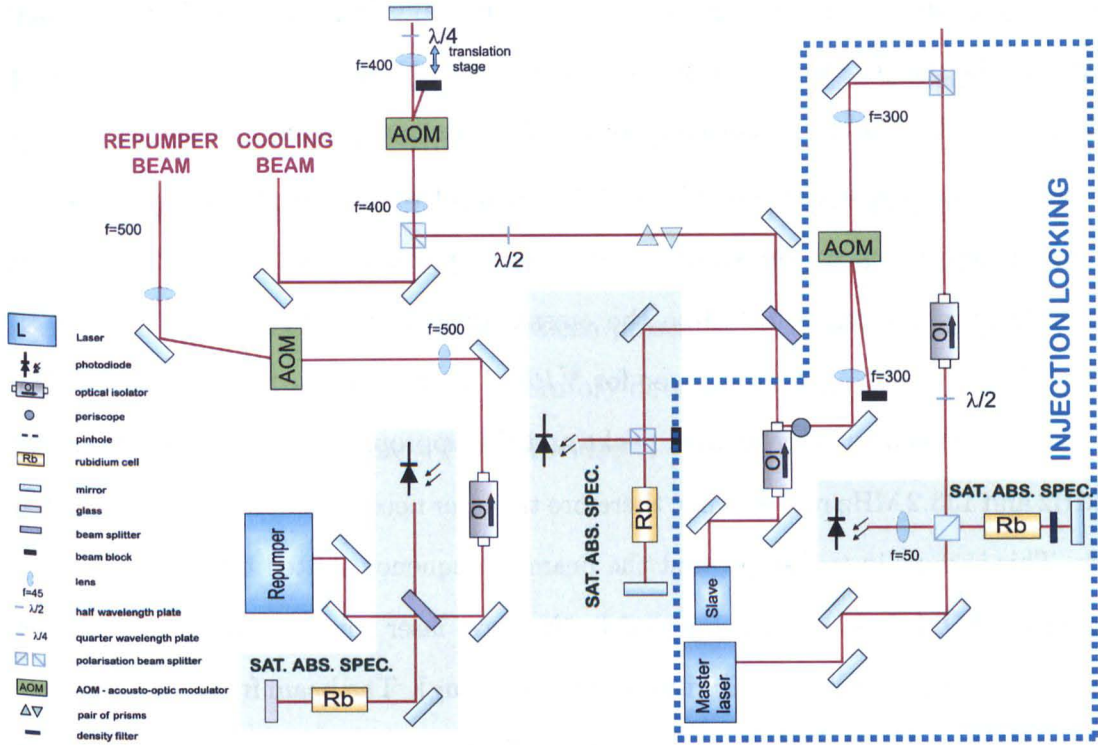 λ/4
f=400
translation
stage
AOM
REPUMPER
BEAM
COOLING
BEAM
f=500
f=400
λ/2
f=300
AOM
INJECTION LOCKING
L
Laser
photodiode
OI
optical isolator
periscope
pinhole
Rb
rubidium cell
mirror
glass
beam splitter
beam block
lens
f=45
λ/2
half wavelength plate
λ/4
quarter wavelength plate
polarisation beam splitter
AOM
AOM - acousto-optic modulator
pair of prisms
density filter
AOM
f=500
OI
Repumper
SAT. ABS. SPEC.
Rb
SAT. ABS. SPEC.
Rb
OI
Slave
f=300
OI
λ/2
SAT. ABS. SPEC.
Rb
f=50
Master
laser